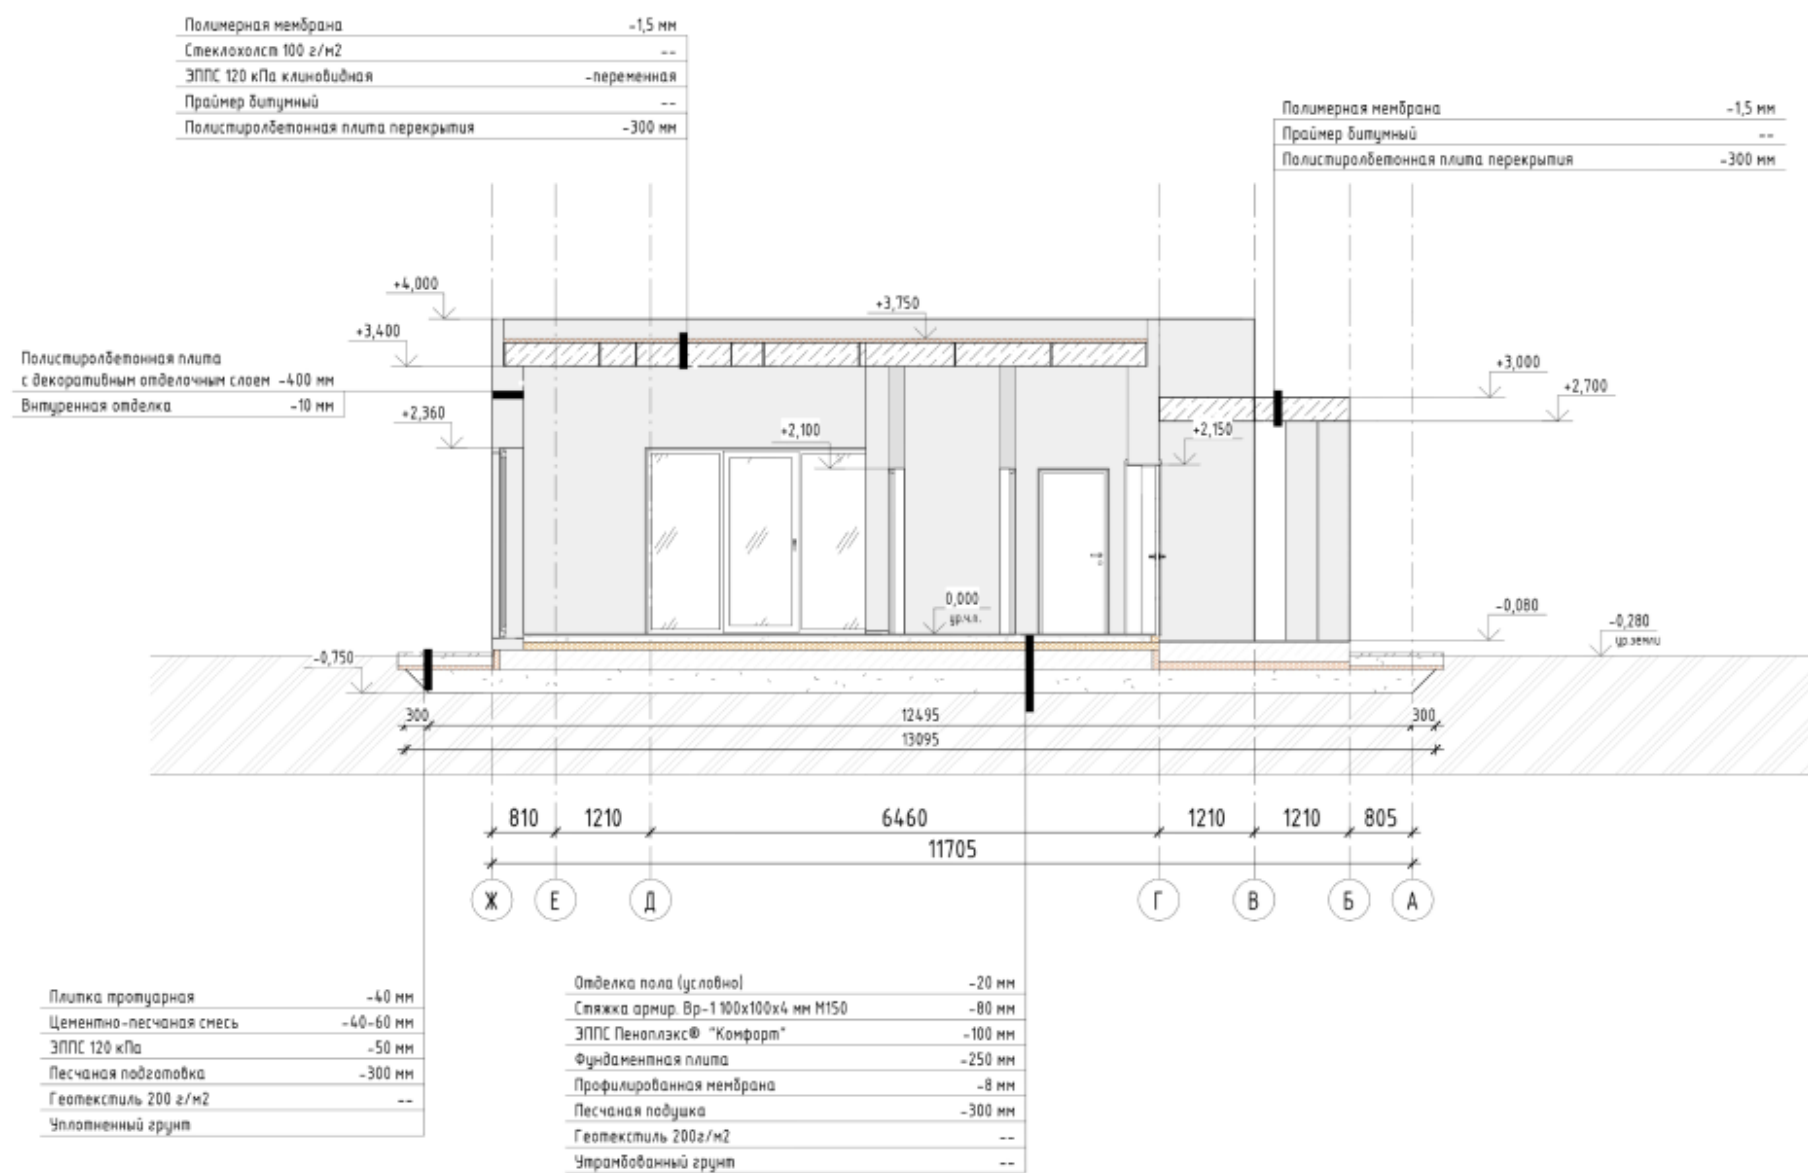 Полимерная мембрана -1,5 мм
Стеклохолст 100 г/м2 --
ЭППС 120 кПа клиновидная -переменная
Праймер битумный --
Полистиролбетонная плита перекрытия -300 мм
Полимерная мембрана -1,5 мм
Праймер битумный --
Полистиролбетонная плита перекрытия -300 мм
+4,000
+3,750
+3,400
Полистиролбетонная плита
с декоративным отделочным слоем -400 мм
Внтуренная отделка -10 мм
+3,000
+2,700
+2,360
+2,100
+2,150
0,000
ур.ч.п.
-0,080
-0,280
ур.земли
-0,750
300 12495 300
13095
810 1210 6460 1210 1210 805
11705
Ж Е Д Г В Б А
Плитка тротуарная -40 мм
Цементно-песчаная смесь -40-60 мм
ЭППС 120 кПа -50 мм
Песчаная подготовка -300 мм
Геотекстиль 200 г/м2 --
Уплотненный грунт
Отделка пола (условно) -20 мм
Стяжка армир. Вр-1 100х100х4 мм М150 -80 мм
ЭППС Пеноплэкс® "Комфорт" -100 мм
Фундаментная плита -250 мм
Профилированная мембрана -8 мм
Песчаная подушка -300 мм
Геотекстиль 200г/м2 --
Утрамбованный грунт --